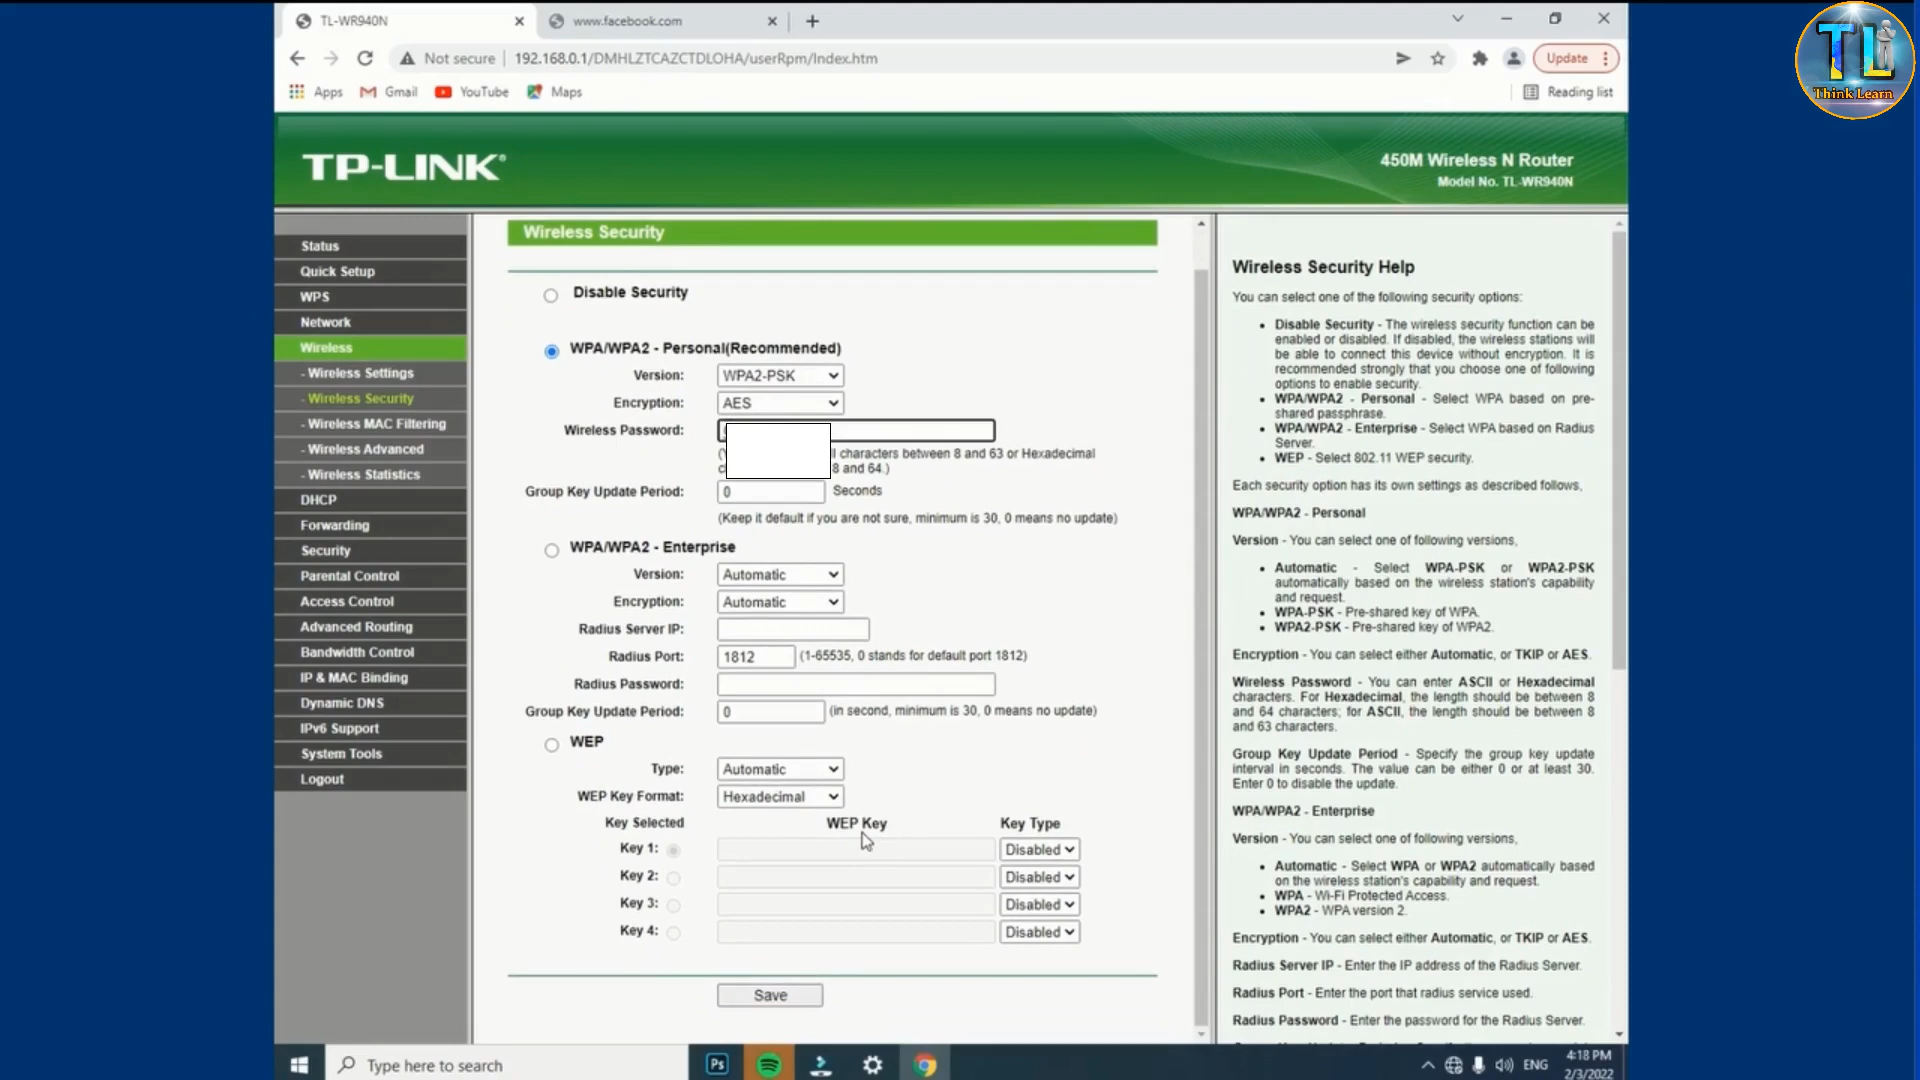 TL-WR940N
www.facebook.com
Not secure | 192.168.0.1/DMHLZTCAZCTDLOHA/userRpm/Index.htm
Update
Apps
Gmail
YouTube
Maps
Reading list
TL
Think Learn
TP-LINK®
450M Wireless N Router
Model No. TL-WR940N
Status
Quick Setup
WPS
Network
Wireless
- Wireless Settings
- Wireless Security
- Wireless MAC Filtering
- Wireless Advanced
- Wireless Statistics
DHCP
Forwarding
Security
Parental Control
Access Control
Advanced Routing
Bandwidth Control
IP & MAC Binding
Dynamic DNS
IPv6 Support
System Tools
Logout
Wireless Security
Disable Security
WPA/WPA2 - Personal(Recommended)
Version: WPA2-PSK
Encryption: AES
Wireless Password:
characters between 8 and 63 or Hexadecimal
8 and 64.)
Group Key Update Period: 0 Seconds
(Keep it default if you are not sure, minimum is 30, 0 means no update)
WPA/WPA2 - Enterprise
Version: Automatic
Encryption: Automatic
Radius Server IP:
Radius Port: 1812 (1-65535, 0 stands for default port 1812)
Radius Password:
Group Key Update Period: 0 (in second, minimum is 30, 0 means no update)
WEP
Type: Automatic
WEP Key Format: Hexadecimal
Key Selected WEP Key Key Type
Key 1: Disabled
Key 2: Disabled
Key 3: Disabled
Key 4: Disabled
Save
Wireless Security Help
You can select one of the following security options:
• Disable Security - The wireless security function can be
enabled or disabled. If disabled, the wireless stations will
be able to connect this device without encryption. It is
recommended strongly that you choose one of following
options to enable security.
• WPA/WPA2 - Personal - Select WPA based on pre-
shared passphrase.
• WPA/WPA2 - Enterprise - Select WPA based on Radius
Server.
• WEP - Select 802.11 WEP security.
Each security option has its own settings as described follows,
WPA/WPA2 - Personal
Version - You can select one of following versions,
• Automatic - Select WPA-PSK or WPA2-PSK
automatically based on the wireless station's capability
and request.
• WPA-PSK - Pre-shared key of WPA.
• WPA2-PSK - Pre-shared key of WPA2.
Encryption - You can select either Automatic, or TKIP or AES.
Wireless Password - You can enter ASCII or Hexadecimal
characters. For Hexadecimal, the length should be between 8
and 64 characters; for ASCII, the length should be between 8
and 63 characters.
Group Key Update Period - Specify the group key update
interval in seconds. The value can be either 0 or at least 30.
Enter 0 to disable the update.
WPA/WPA2 - Enterprise
Version - You can select one of following versions,
• Automatic - Select WPA or WPA2 automatically based
on the wireless station's capability and request.
• WPA - Wi-Fi Protected Access.
• WPA2 - WPA version 2.
Encryption - You can select either Automatic, or TKIP or AES.
Radius Server IP - Enter the IP address of the Radius Server.
Radius Port - Enter the port that radius service used.
Radius Password - Enter the password for the Radius Server.
Type here to search
Ps
ENG
4:18 PM
2/3/2022